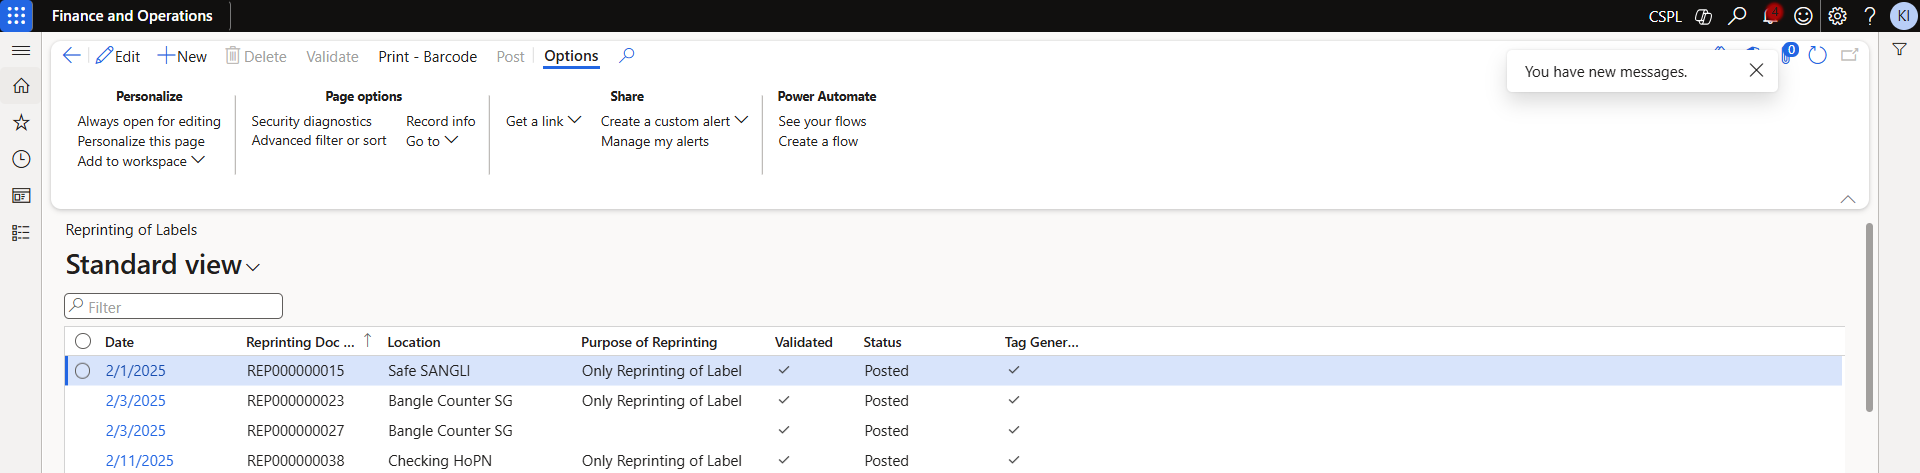 Finance and Operations
CSPL
4
KI
Edit
New
Delete
Validate
Print - Barcode
Post
Options
0
You have new messages.
Personalize
Always open for editing
Personalize this page
Add to workspace
Page options
Security diagnostics
Advanced filter or sort
Record info
Go to
Share
Get a link
Create a custom alert
Manage my alerts
Power Automate
See your flows
Create a flow
Reprinting of Labels
Standard view
Filter
Date Reprinting Doc ... Location Purpose of Reprinting Validated Status Tag Gener...
2/1/2025 REP000000015 Safe SANGLI Only Reprinting of Label Posted
2/3/2025 REP000000023 Bangle Counter SG Only Reprinting of Label Posted
2/3/2025 REP000000027 Bangle Counter SG Posted
2/11/2025 REP000000038 Checking HoPN Only Reprinting of Label Posted